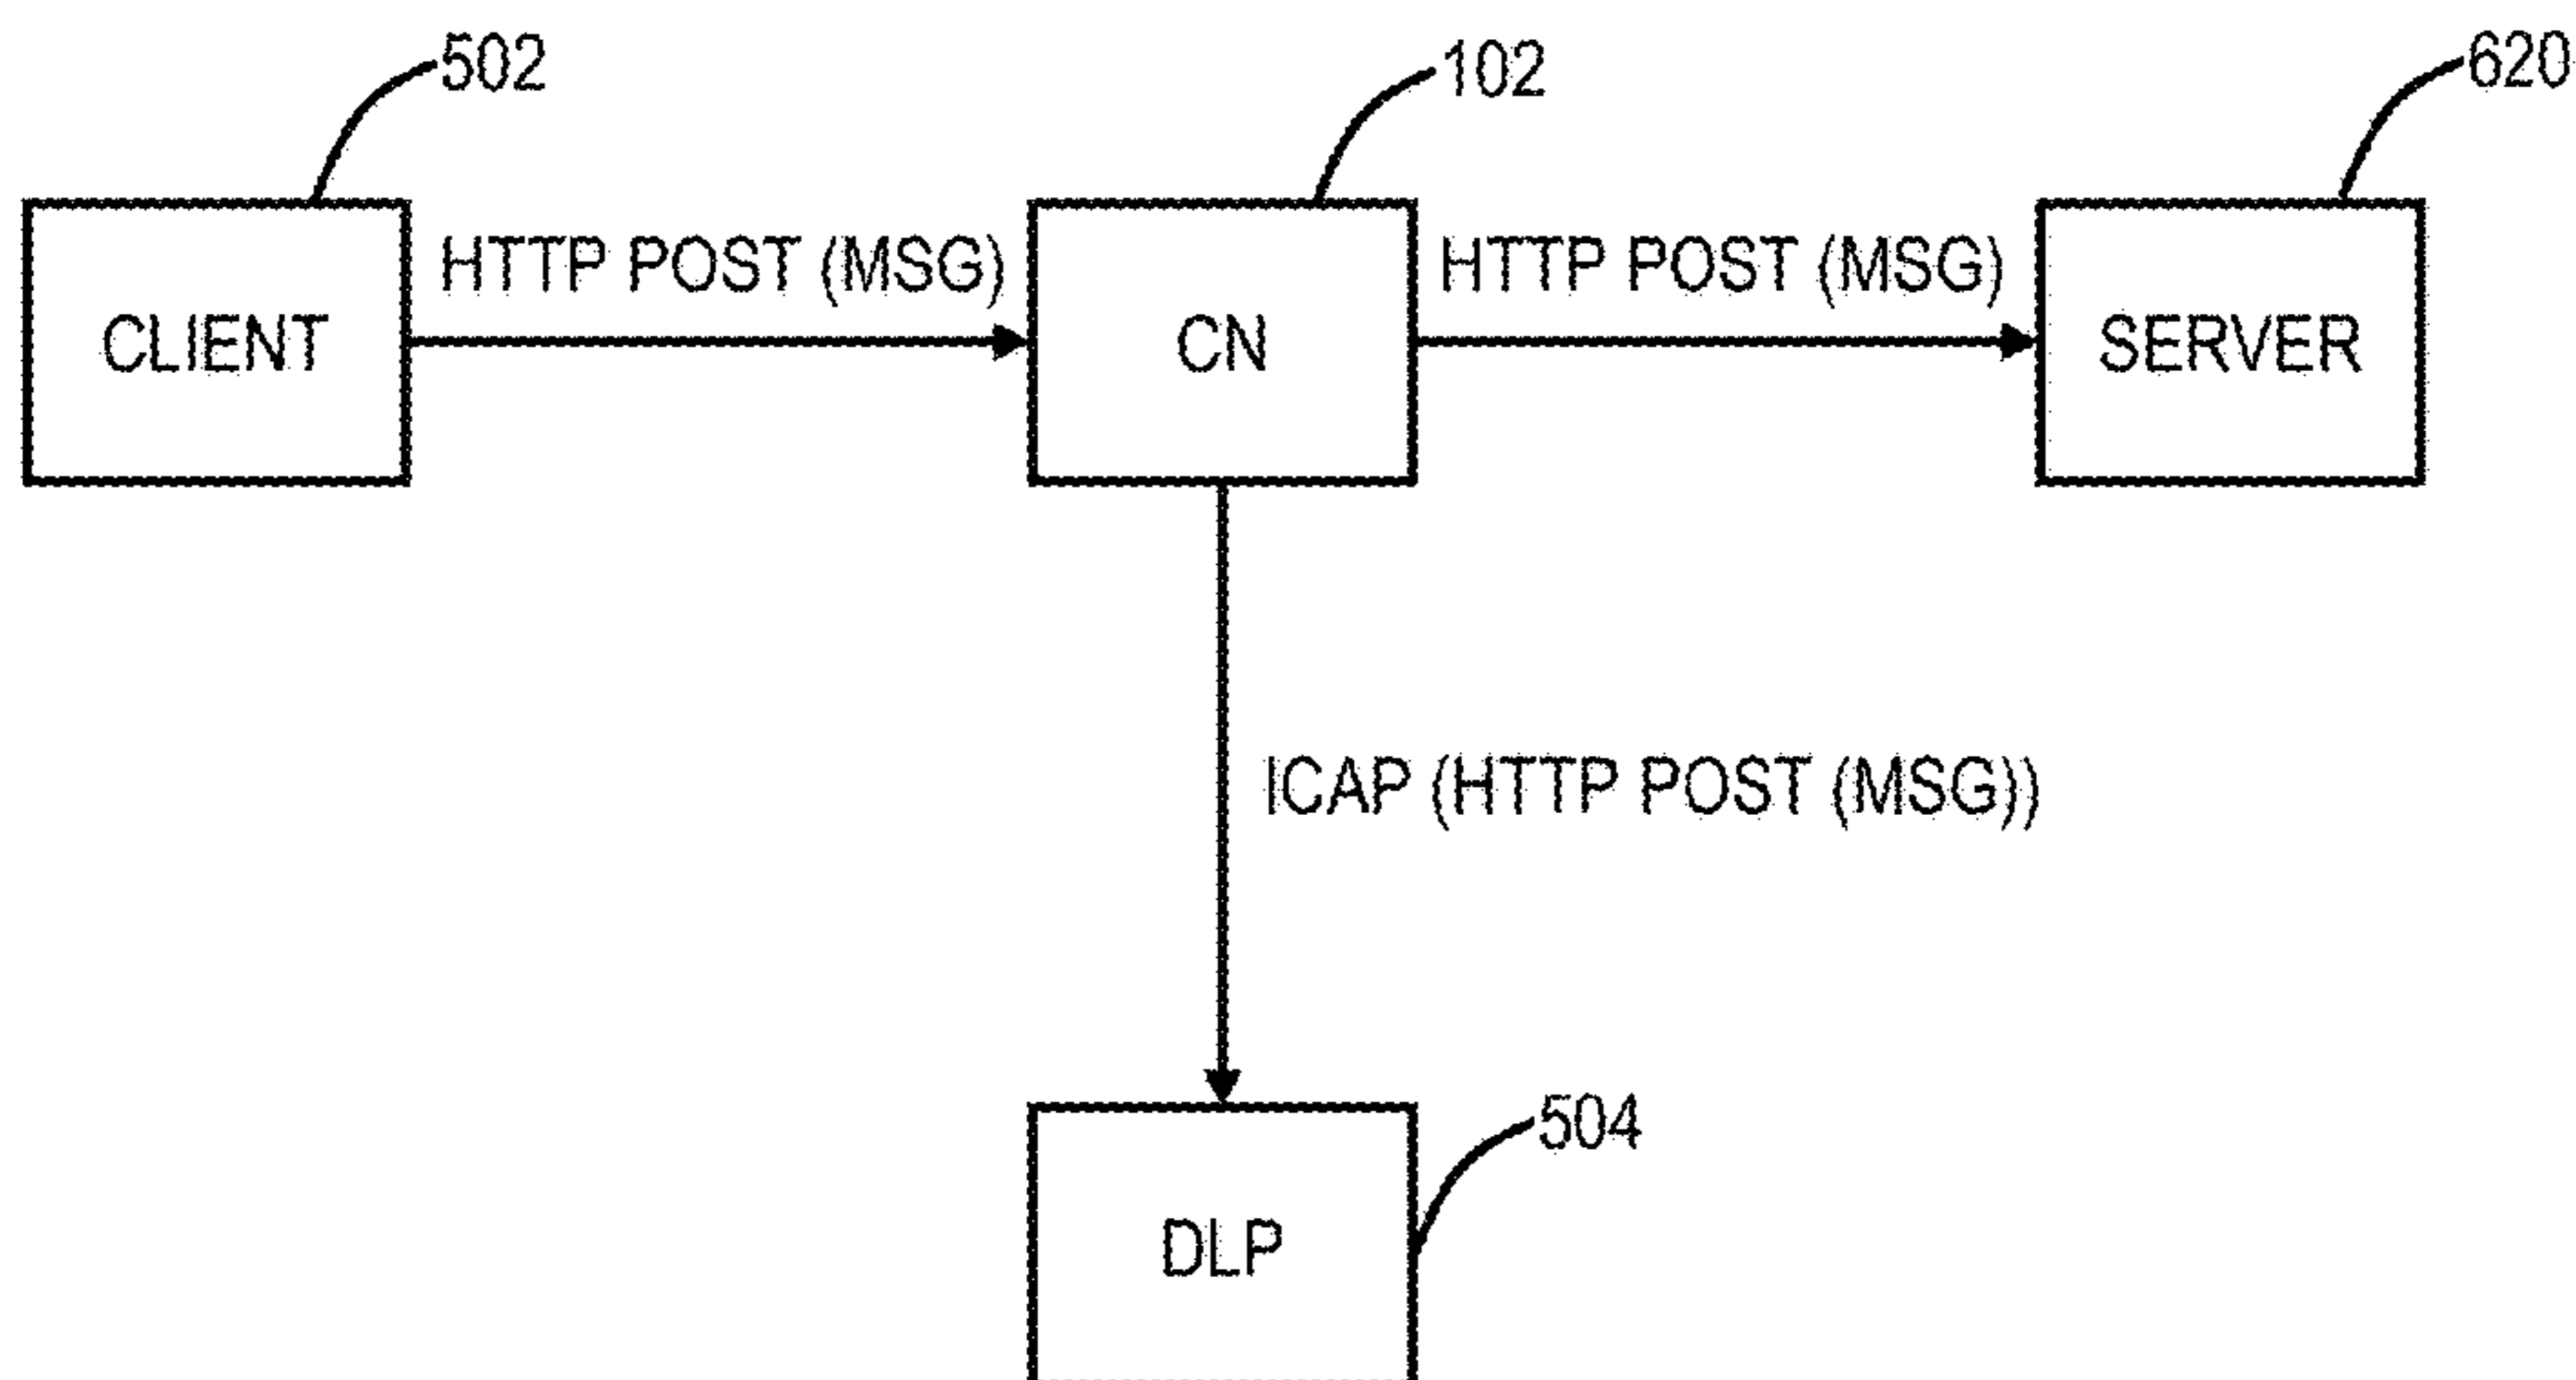 502
102
620
HTTP POST (MSG)
HTTP POST (MSG)
CLIENT
CN
SERVER
ICAP (HTTP POST (MSG))
504
DLP